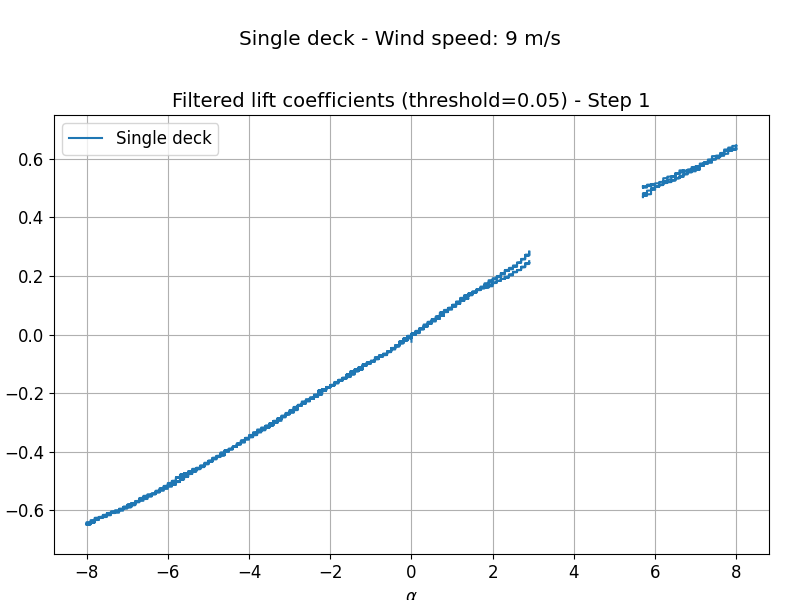 Single deck - Wind speed: 9 m/s
Filtered lift coefficients (threshold=0.05) - Step 1
Single deck
0.6
0.4
0.2
0.0
−0.2
−0.4
−0.6
−8 −6 −4 −2 0 2 4 6 8
α